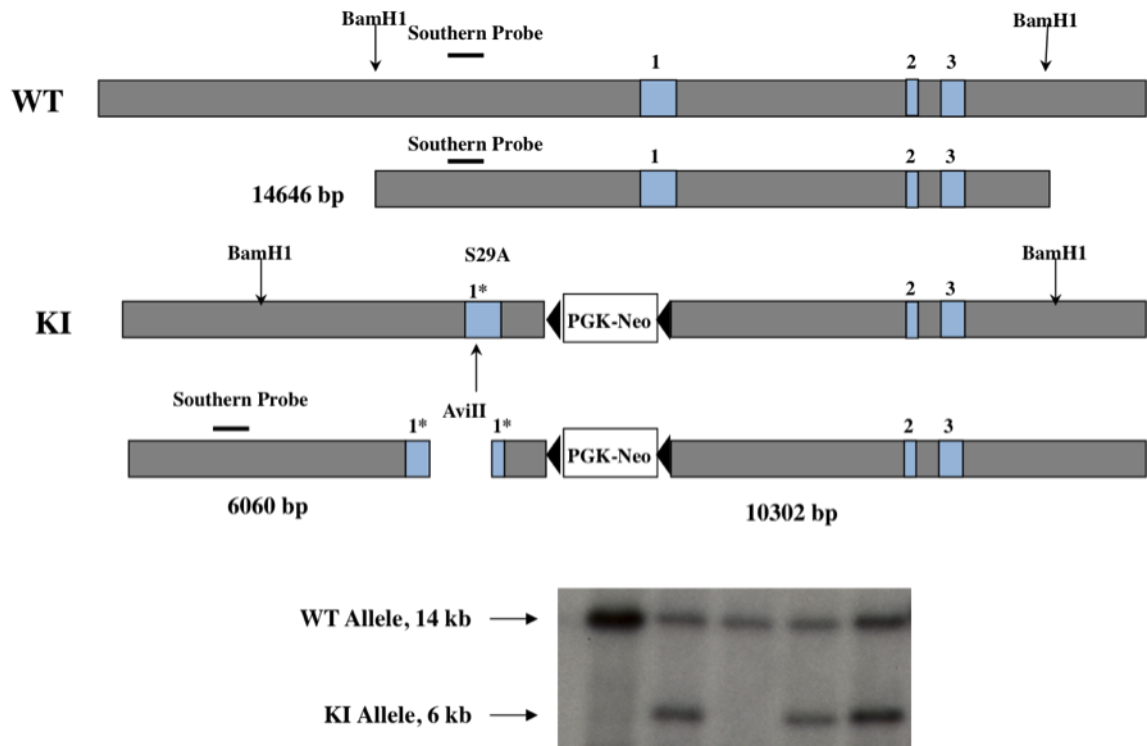 BamH1
Southern Probe
BamH1
1
2
3
WT
Southern Probe
1
2
3
14646 bp
BamH1
S29A
BamH1
1*
2
3
KI
PGK-Neo
Southern Probe
AviII
1*
1*
2
3
PGK-Neo
6060 bp
10302 bp
WT Allele, 14 kb
KI Allele, 6 kb